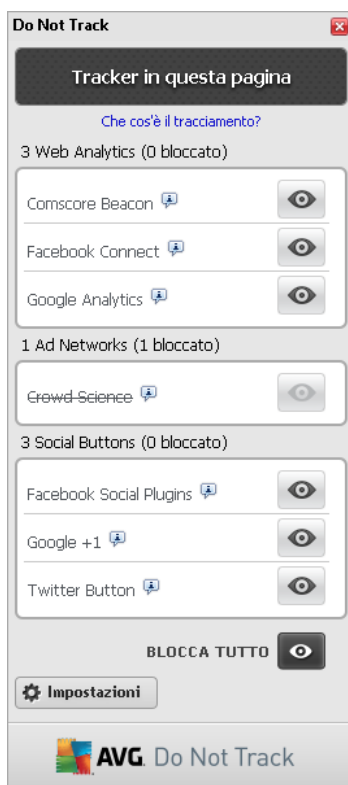 Do Not Track
Tracker in questa pagina
Che cos'è il tracciamento?
3 Web Analytics (0 bloccato)
Comscore Beacon
Facebook Connect
Google Analytics
1 Ad Networks (1 bloccato)
Crowd Science
3 Social Buttons (0 bloccato)
Facebook Social Plugins
Google +1
Twitter Button
BLOCCA TUTTO
Impostazioni
AVG. Do Not Track